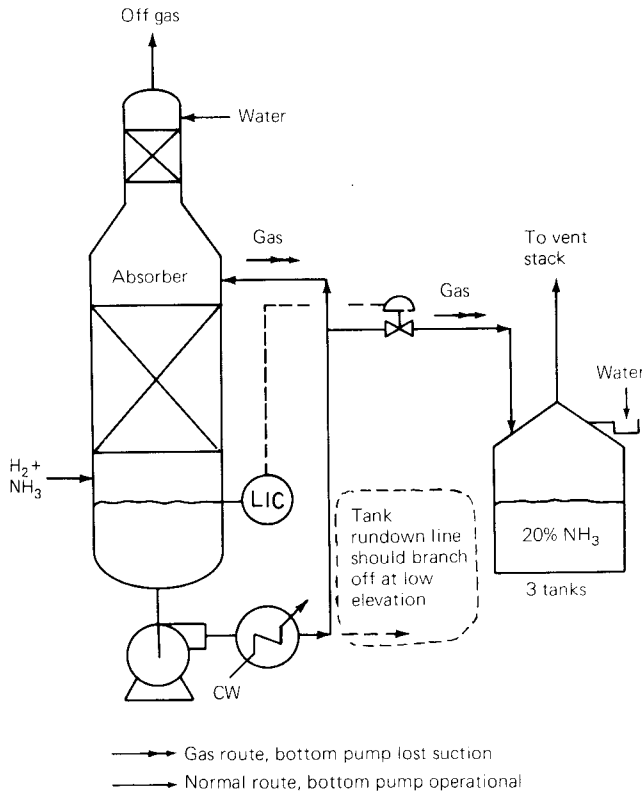 Off gas
Water
Gas
Absorber
To vent
stack
Gas
Water
H₂ +
NH₃
LIC
Tank
rundown line
should branch
off at low
elevation
20% NH₃
3 tanks
CW
Gas route, bottom pump lost suction
Normal route, bottom pump operational